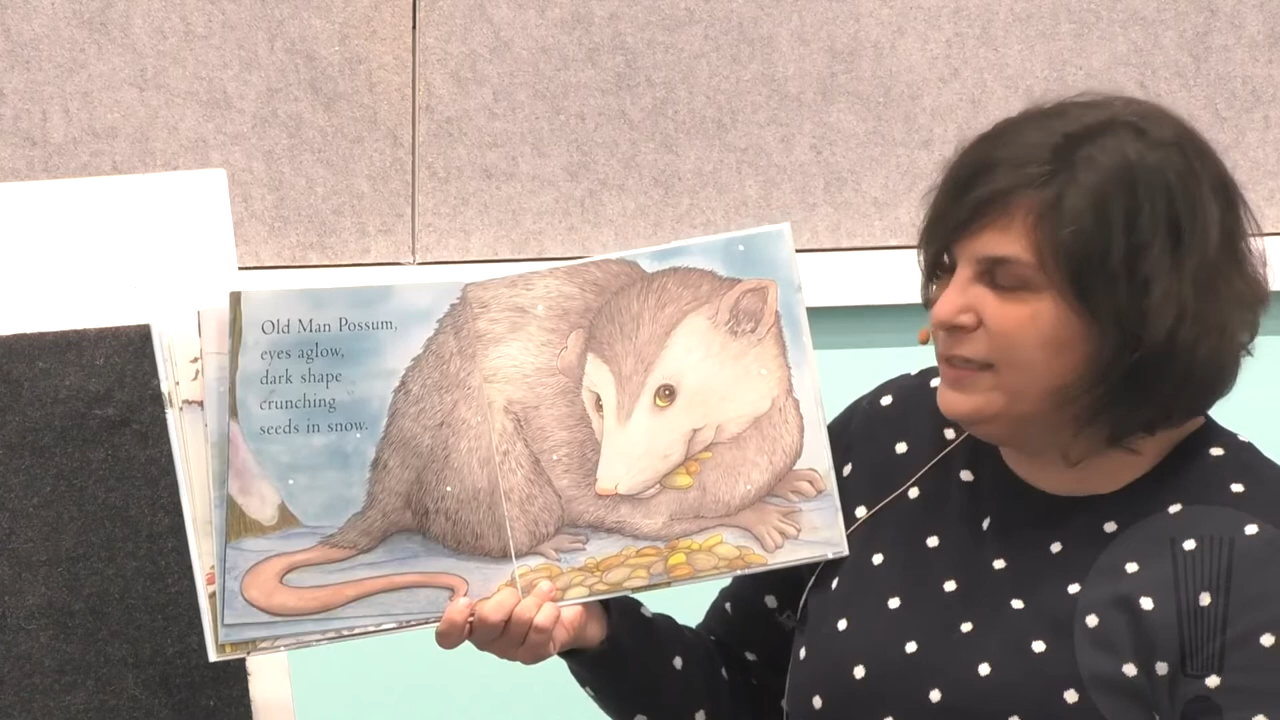 Old Man Possum,
eyes aglow,
dark shape
crunching
seeds in snow.